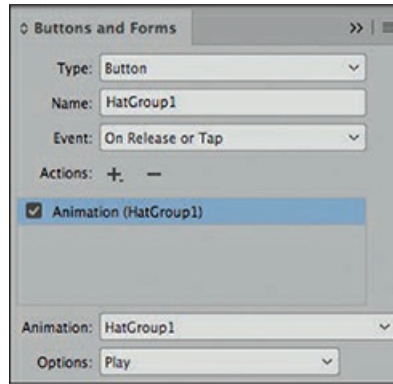 Buttons and Forms
Type: Button
Name: HatGroup1
Event: On Release or Tap
Actions:
Animation (HatGroup1)
Animation: HatGroup1
Options: Play